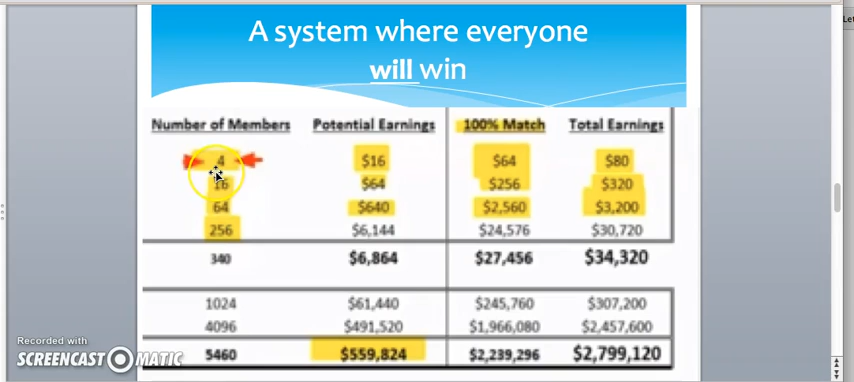 A system where everyone
will win
Number of Members Potential Earnings 100% Match Total Earnings
4 $16 $64 $80
16 $64 $256 $320
64 $640 $2,560 $3,200
256 $6,144 $24,576 $30,720
340 $6,864 $27,456 $34,320
1024 $61,440 $245,760 $307,200
4096 $491,520 $1,966,080 $2,457,600
5460 $559,824 $2,239,296 $2,799,120
Recorded with
SCREENCAST MATIC